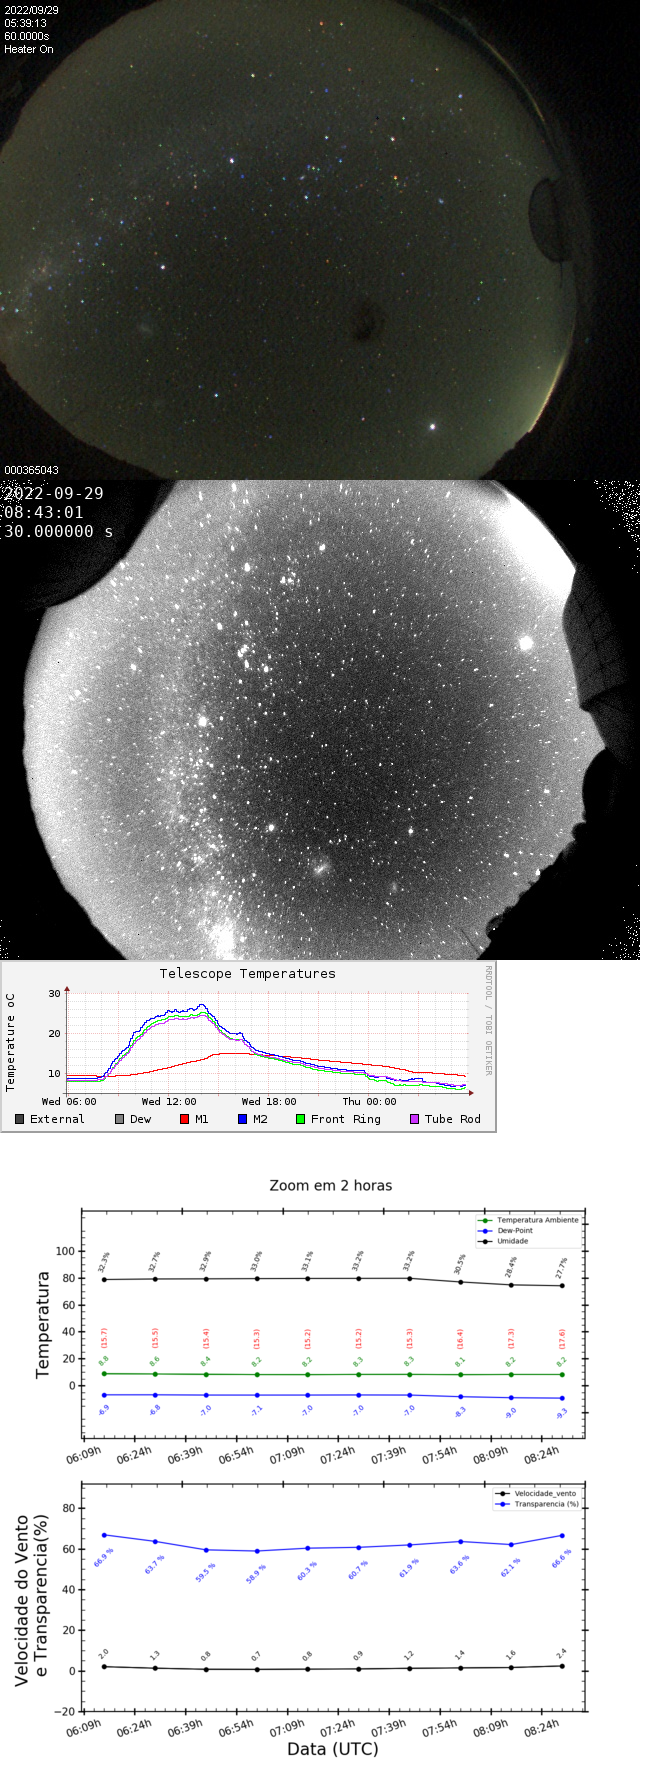 2022/09/29
05:39:13
60.0000s
Heater On
000365043
2022-09-29
08:43:01
30.000000 s
Telescope Temperatures
RRDTOOL / TOBI OETIKER
Temperature oC
30
20
10
Wed 06:00 Wed 12:00 Wed 18:00 Thu 00:00
External Dew M1 M2 Front Ring Tube Rod
Zoom em 2 horas
Temperatura Ambiente
Dew-Point
Umidade
Temperatura
100
80
60
40
20
0
32.3% 32.7% 32.9% 33.0% 33.1% 33.2% 33.2% 30.5% 28.4% 27.7%
(15.7) (15.5) (15.4) (15.3) (15.2) (15.2) (15.3) (16.4) (17.3) (17.6)
8.8 8.6 8.4 8.2 8.2 8.3 8.3 8.1 8.2 8.2
-6.9 -6.8 -7.0 -7.1 -7.0 -7.0 -7.0 -8.3 -9.0 -9.3
06:09h 06:24h 06:39h 06:54h 07:09h 07:24h 07:39h 07:54h 08:09h 08:24h
Velocidade_vento
Transparencia (%)
Velocidade do Vento
e Transparencia(%)
80
60
40
20
0
−20
66.9 % 63.7 % 59.5 % 58.9 % 60.3 % 60.7 % 61.9 % 63.6 % 62.1 % 66.6 %
2.0 1.3 0.8 0.7 0.8 0.9 1.2 1.4 1.6 2.4
06:09h 06:24h 06:39h 06:54h 07:09h 07:24h 07:39h 07:54h 08:09h 08:24h
Data (UTC)